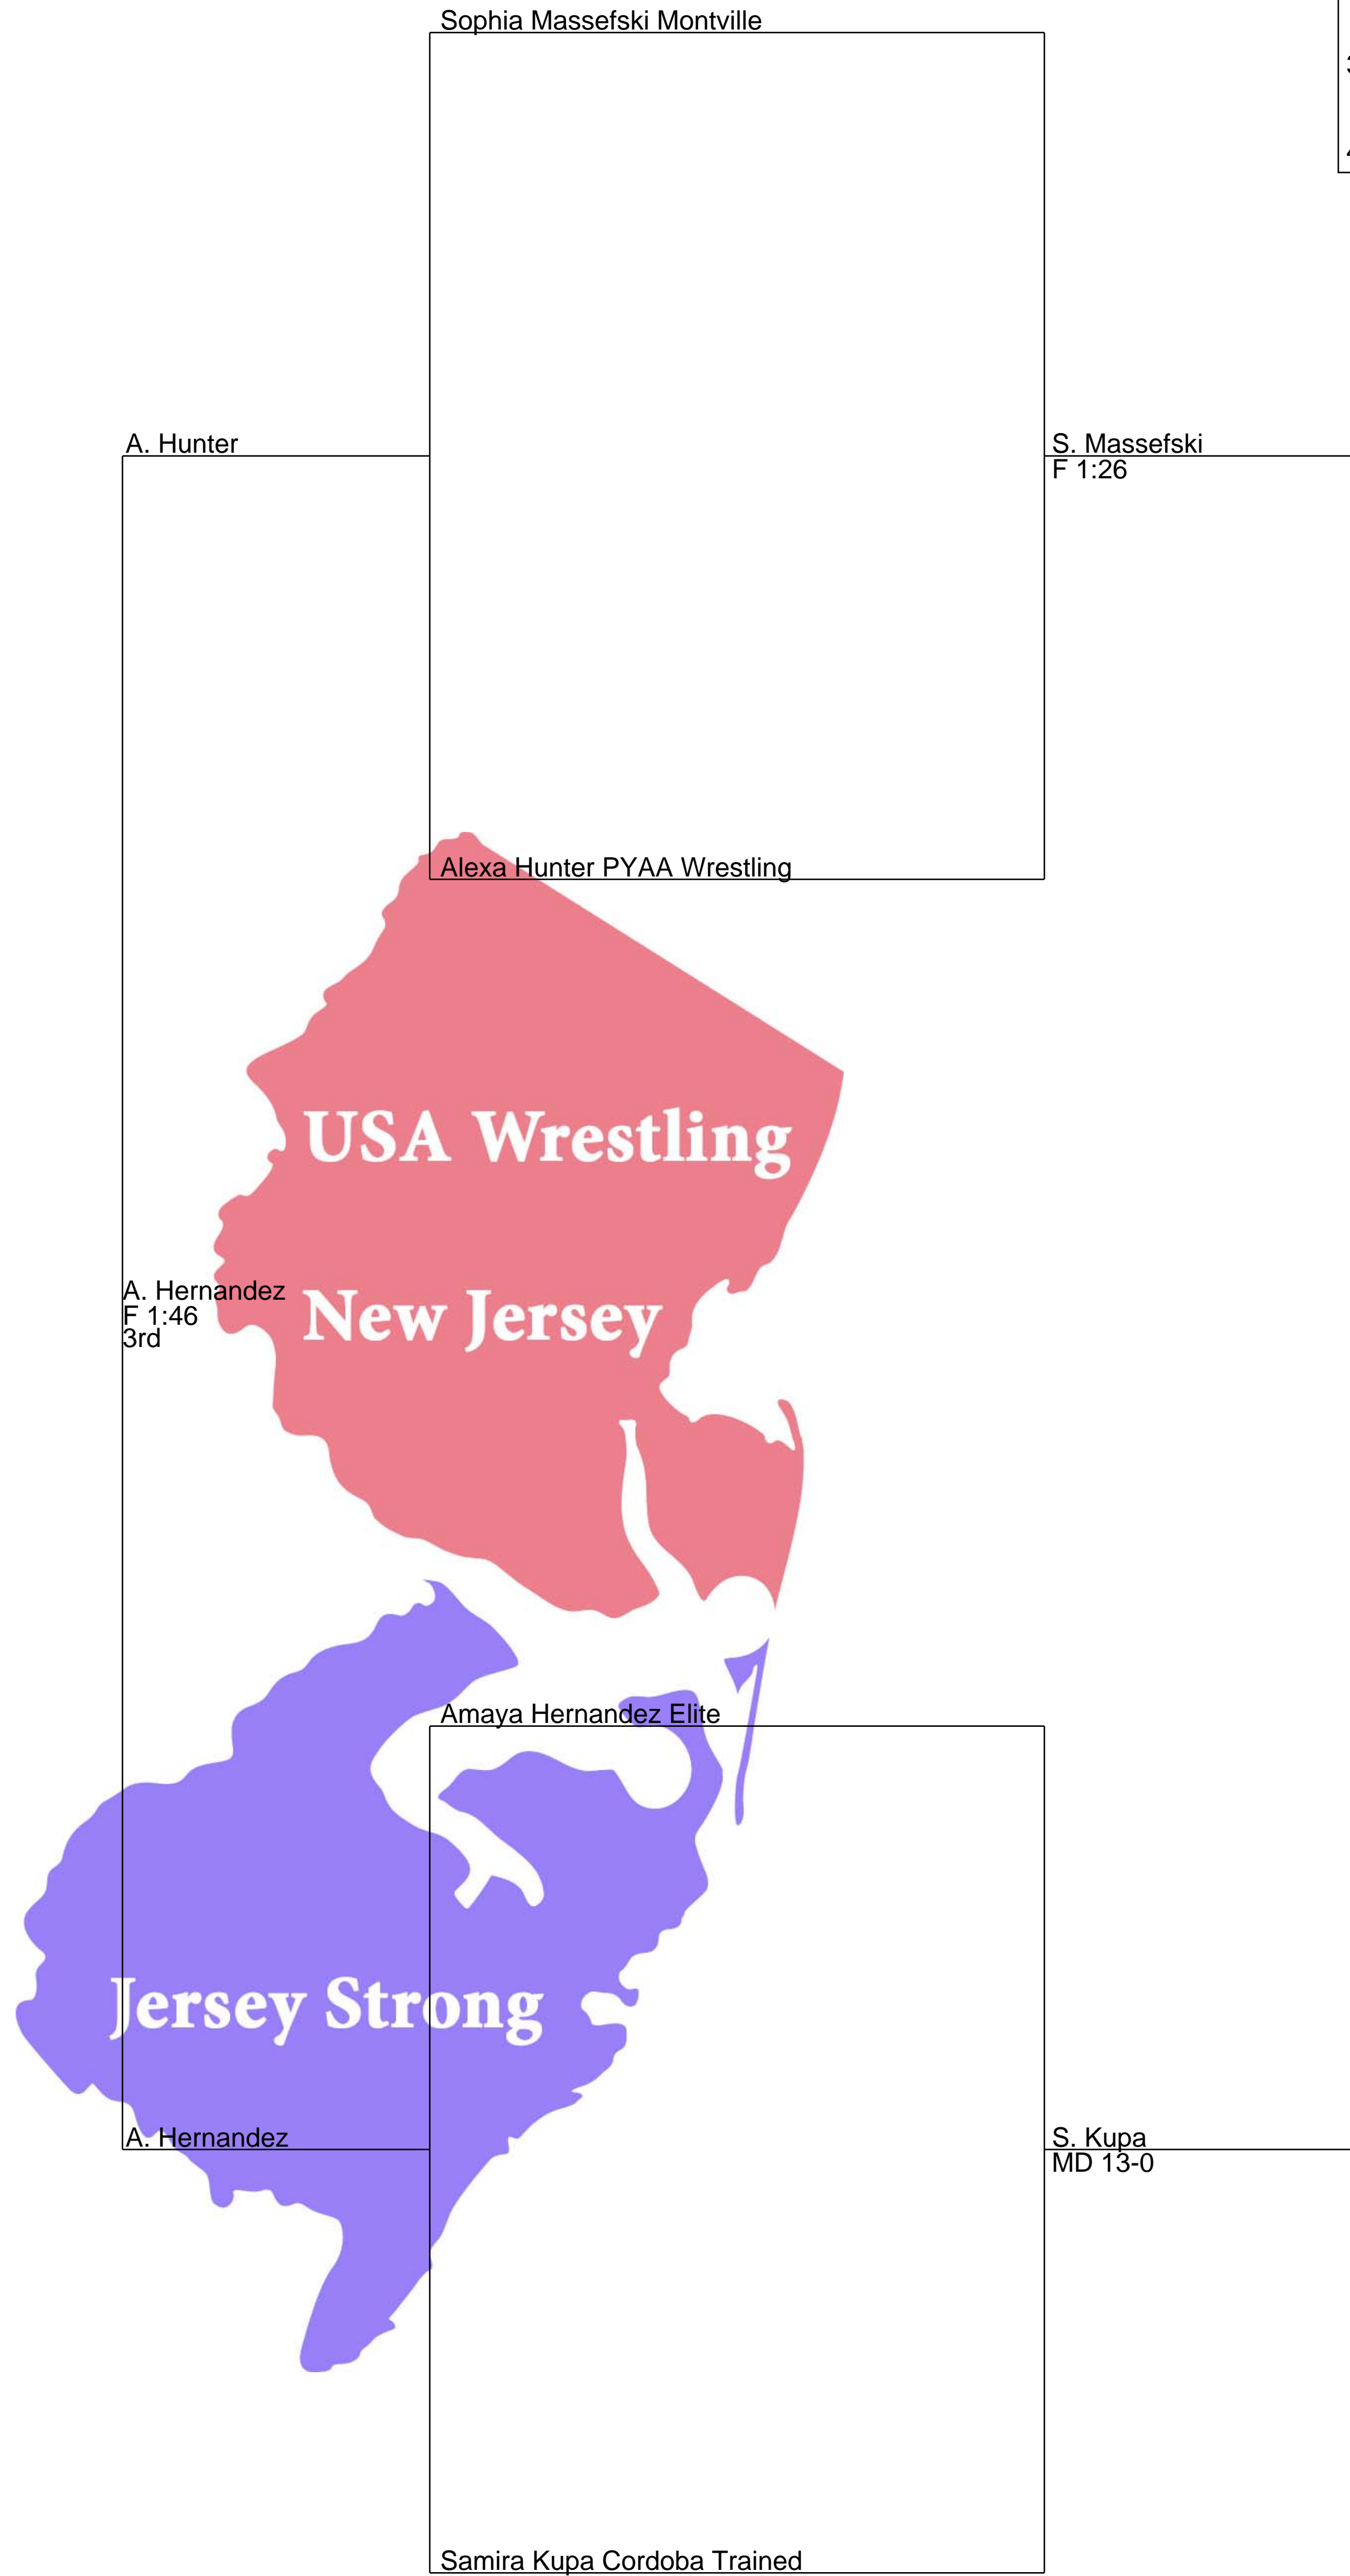 Sophia Massefski Montville
A. Hunter
S. Massefski
F 1:26
Alexa Hunter PYAA Wrestling
USA Wrestling
A. Hernandez
F 1:46
3rd
New Jersey
Amaya Hernandez Elite
Jersey Strong
A. Hernandez
S. Kupa
MD 13-0
Samira Kupa Cordoba Trained